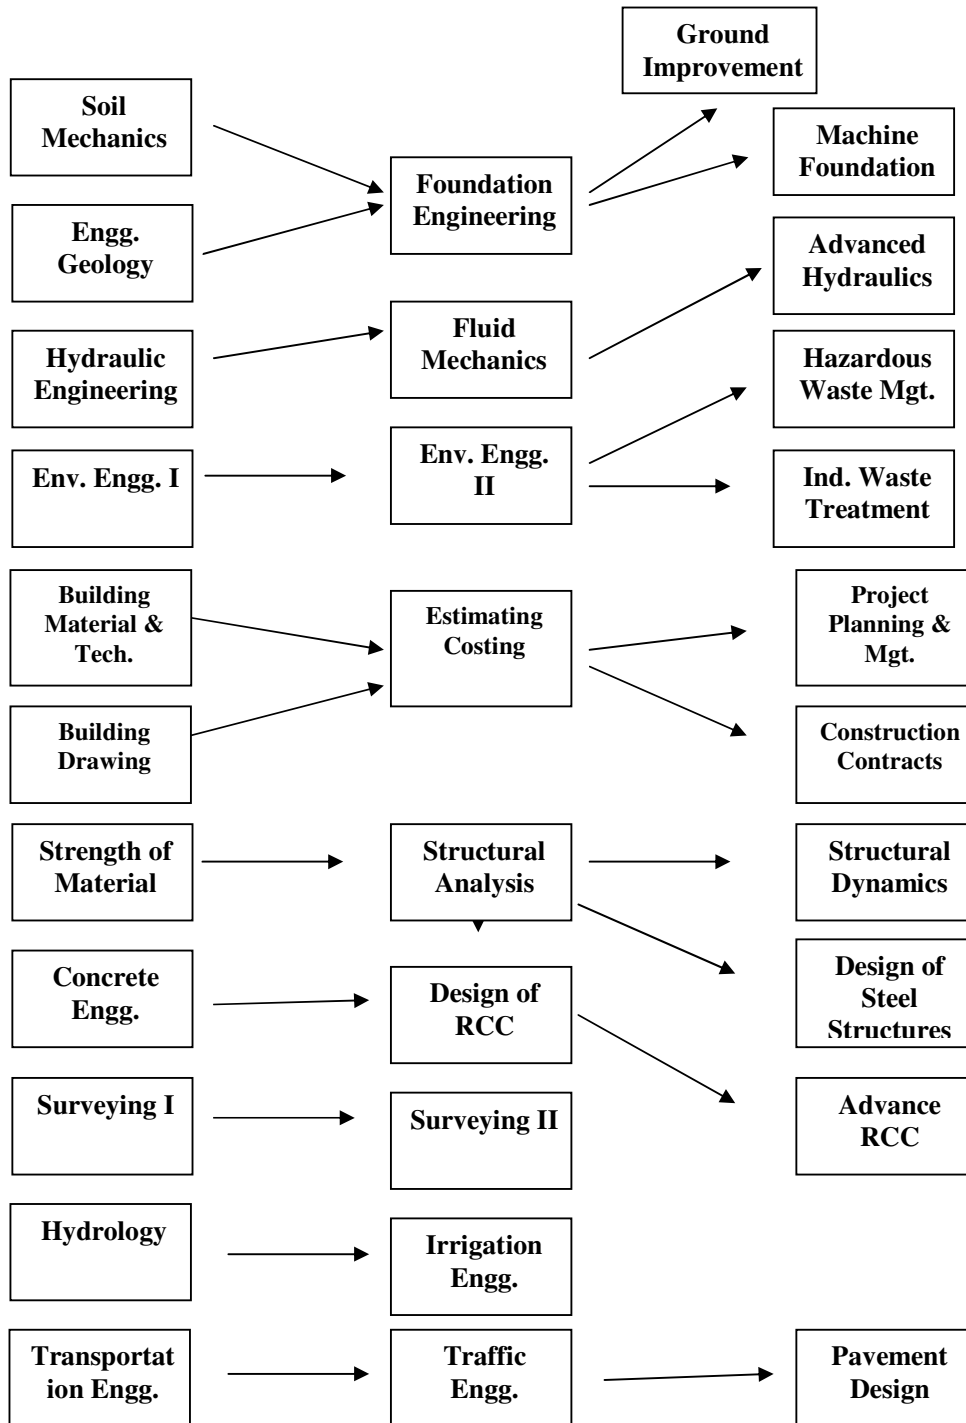 Ground
Improvement
Soil
Mechanics
Machine
Foundation
Foundation
Engineering
Engg.
Geology
Advanced
Hydraulics
Hydraulic
Engineering
Fluid
Mechanics
Hazardous
Waste Mgt.
Env. Engg. I
Env. Engg.
II
Ind. Waste
Treatment
Building
Material &
Tech.
Estimating
Costing
Project
Planning &
Mgt.
Building
Drawing
Construction
Contracts
Strength of
Material
Structural
Analysis
Structural
Dynamics
Concrete
Engg.
Design of
RCC
Design of
Steel
Structures
Surveying I
Surveying II
Advance
RCC
Hydrology
Irrigation
Engg.
Transportat
ion Engg.
Traffic
Engg.
Pavement
Design